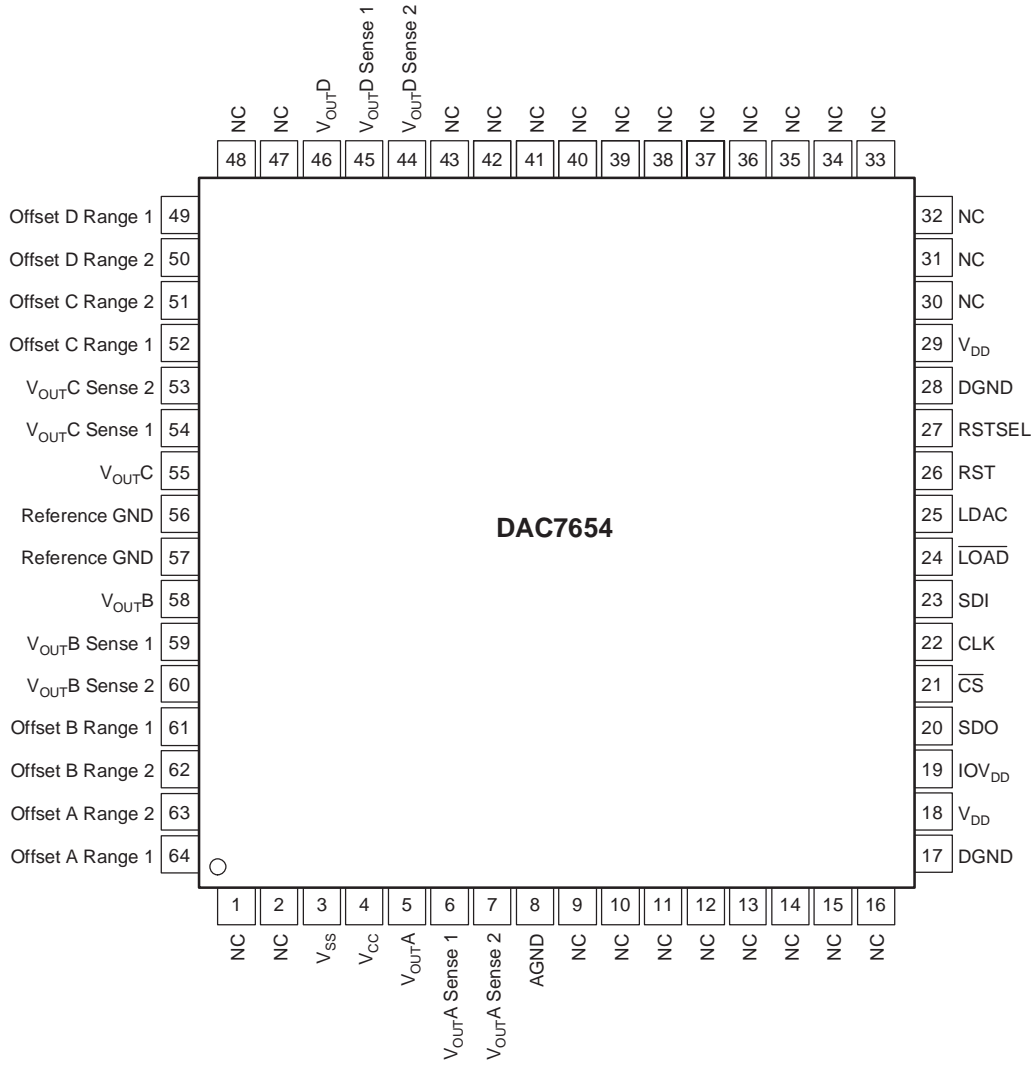 VOUTD
VOUTD Sense 1
VOUTD Sense 2
NC NC NC NC NC NC NC NC NC NC NC NC NC
48 47 46 45 44 43 42 41 40 39 38 37 36 35 34 33
Offset D Range 1 49
Offset D Range 2 50
Offset C Range 2 51
Offset C Range 1 52
VOUTC Sense 2 53
VOUTC Sense 1 54
VOUTC 55
Reference GND 56
Reference GND 57
VOUTB 58
VOUTB Sense 1 59
VOUTB Sense 2 60
Offset B Range 1 61
Offset B Range 2 62
Offset A Range 2 63
Offset A Range 1 64
DAC7654
32 NC
31 NC
30 NC
29 VDD
28 DGND
27 RSTSEL
26 RST
25 LDAC
24 LOAD
23 SDI
22 CLK
21 CS
20 SDO
19 IOVDD
18 VDD
17 DGND
1 2 3 4 5 6 7 8 9 10 11 12 13 14 15 16
NC NC VSS VCC VOUTA VOUTA Sense 1 VOUTA Sense 2 AGND NC NC NC NC NC NC NC NC